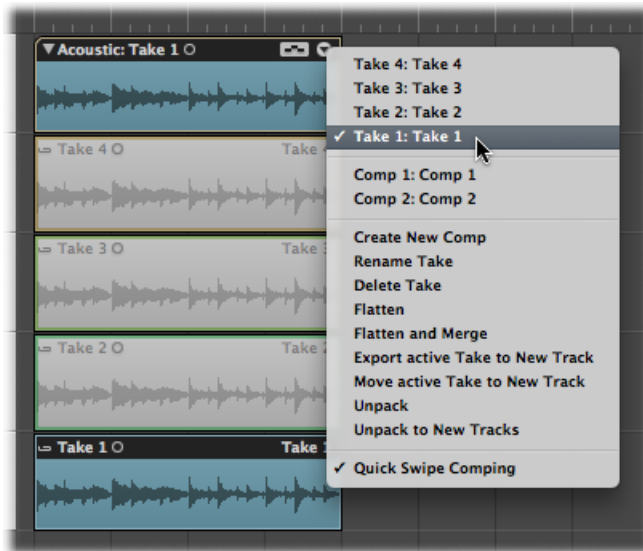 Acoustic: Take 1
Take 4: Take 4
Take 3: Take 3
Take 2: Take 2
✓ Take 1: Take 1
Comp 1: Comp 1
Comp 2: Comp 2
Create New Comp
Rename Take
Delete Take
Flatten
Flatten and Merge
Export active Take to New Track
Move active Take to New Track
Unpack
Unpack to New Tracks
✓ Quick Swipe Comping
Take 4 Take
Take 3 Take
Take 2 Take
Take 1 Take